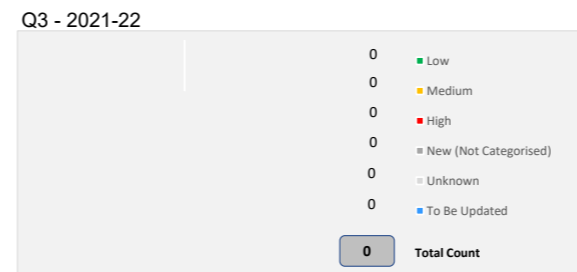 Q3 - 2021-22
0 Low
0 Medium
0 High
0 New (Not Categorised)
0 Unknown
0 To Be Updated
0 Total Count